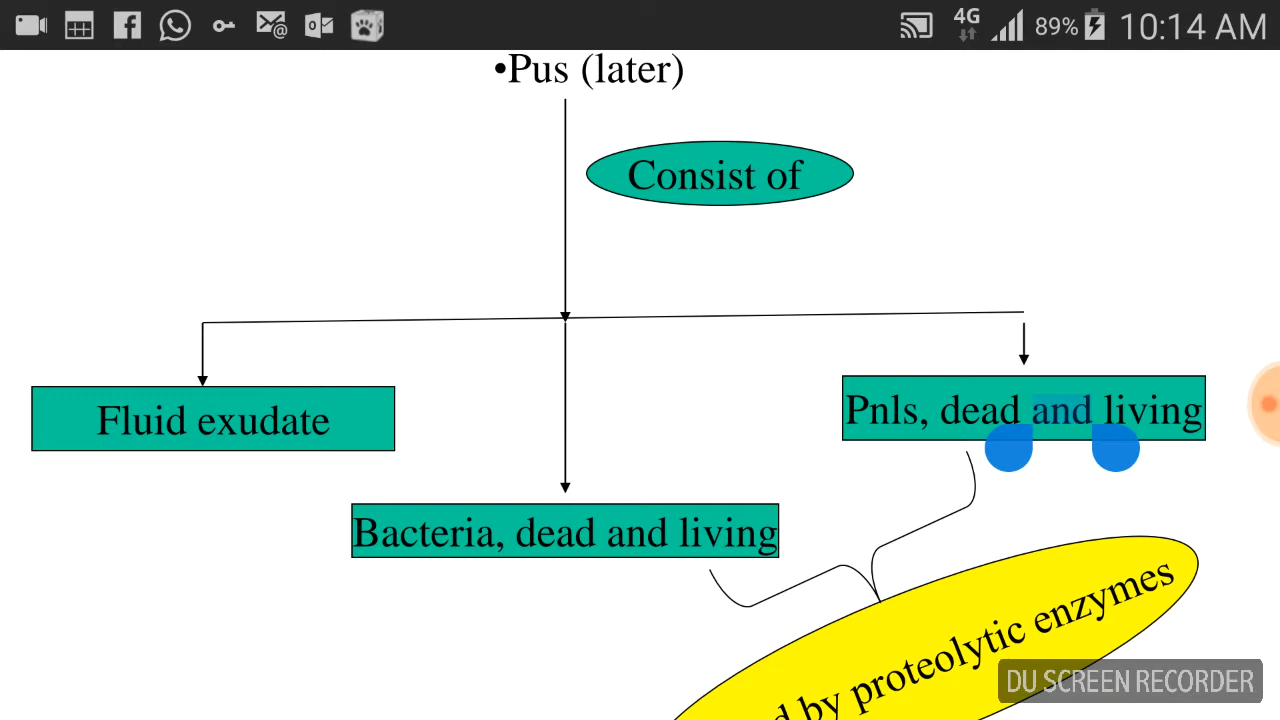 4G 89% 10:14 AM
•Pus (later)
Consist of
Fluid exudate
Pnls, dead and living
Bacteria, dead and living
by proteolytic enzymes
DU SCREEN RECORDER